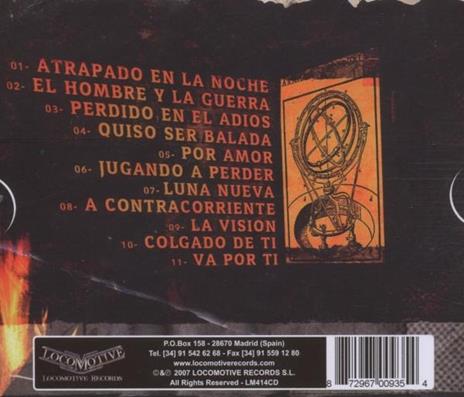 01- ATRAPADO EN LA NOCHE
02- EL HOMBRE Y LA GUERRA
03- PERDIDO EN EL ADIOS
04- QUISO SER BALADA
05- POR AMOR
06- JUGANDO A PERDER
07- LUNA NUEVA
08- A CONTRACORRIENTE
09- LA VISION
10- COLGADO DE TI
11- VA POR TI
LOCOMOTIVE
LOCOMOTIVE RECORDS
P.O.Box 158 - 28670 Madrid (Spain)
Tel. [34] 91 542 62 68 - Fax [34] 91 559 12 80
www.locomotiverecords.com
©&℗ 2007 LOCOMOTIVE RECORDS S.L.
All Rights Reserved - LM414CD
8 72967 00935 4